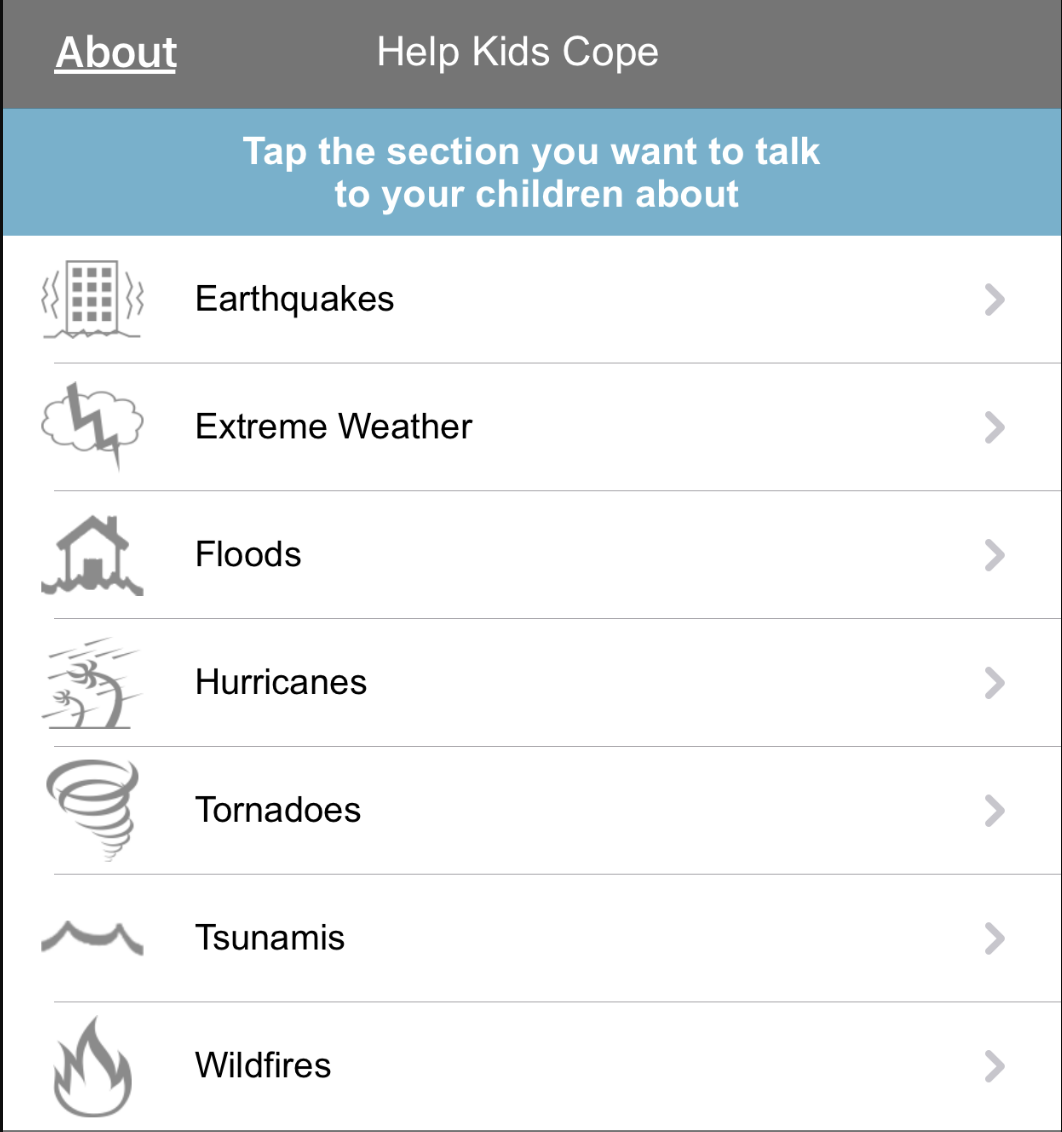 About
Help Kids Cope
Tap the section you want to talk
to your children about
Earthquakes
Extreme Weather
Floods
Hurricanes
Tornadoes
Tsunamis
Wildfires